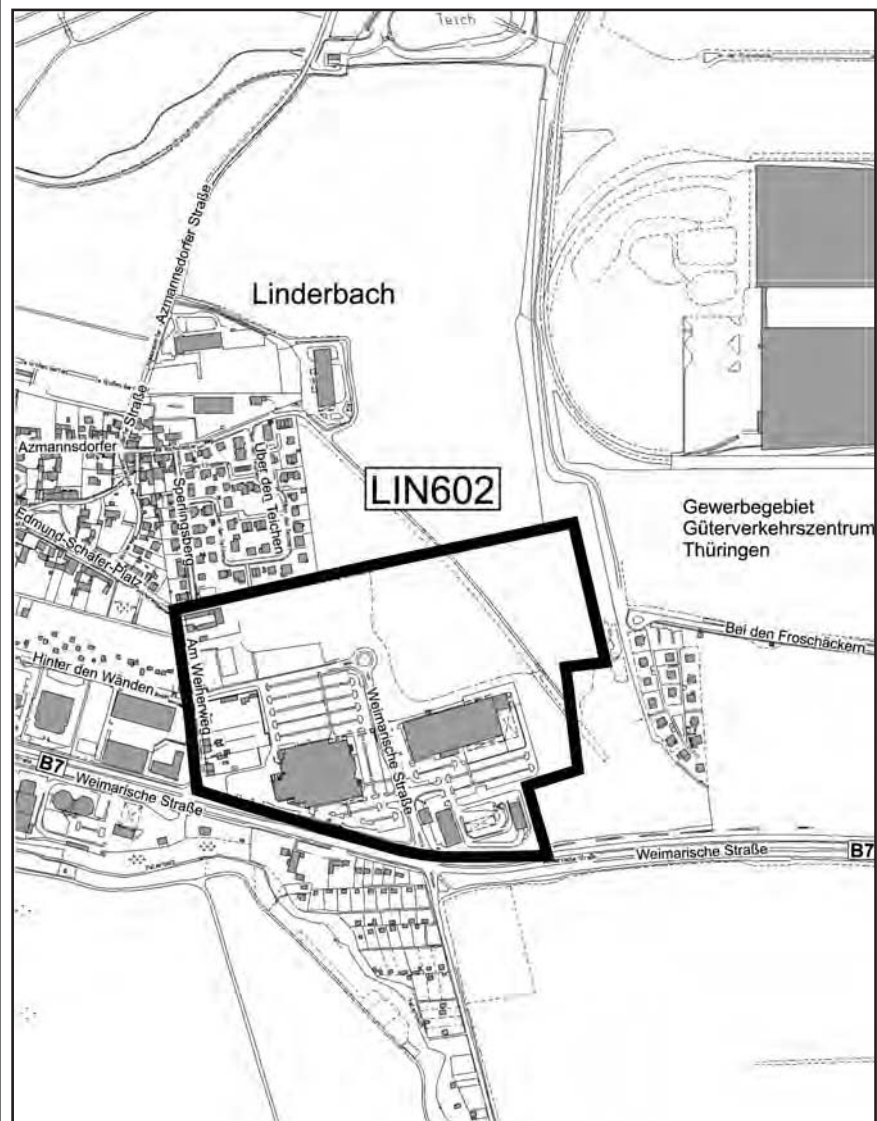 Teich
Azmannsdorfer Straße
Linderbach
Straße
Azmannsdorfer
Sperlingsberg
Über den Teichen
LIN602
Gewerbegebiet
Güterverkehrszentrum
Thüringen
Edmund-Schäfer-Platz
Bei den Froschäckern
Am Weiherweg
Hinter den Wänden
Weimarische Straße
B7
Weimarische Straße
Weimarische Straße
B7